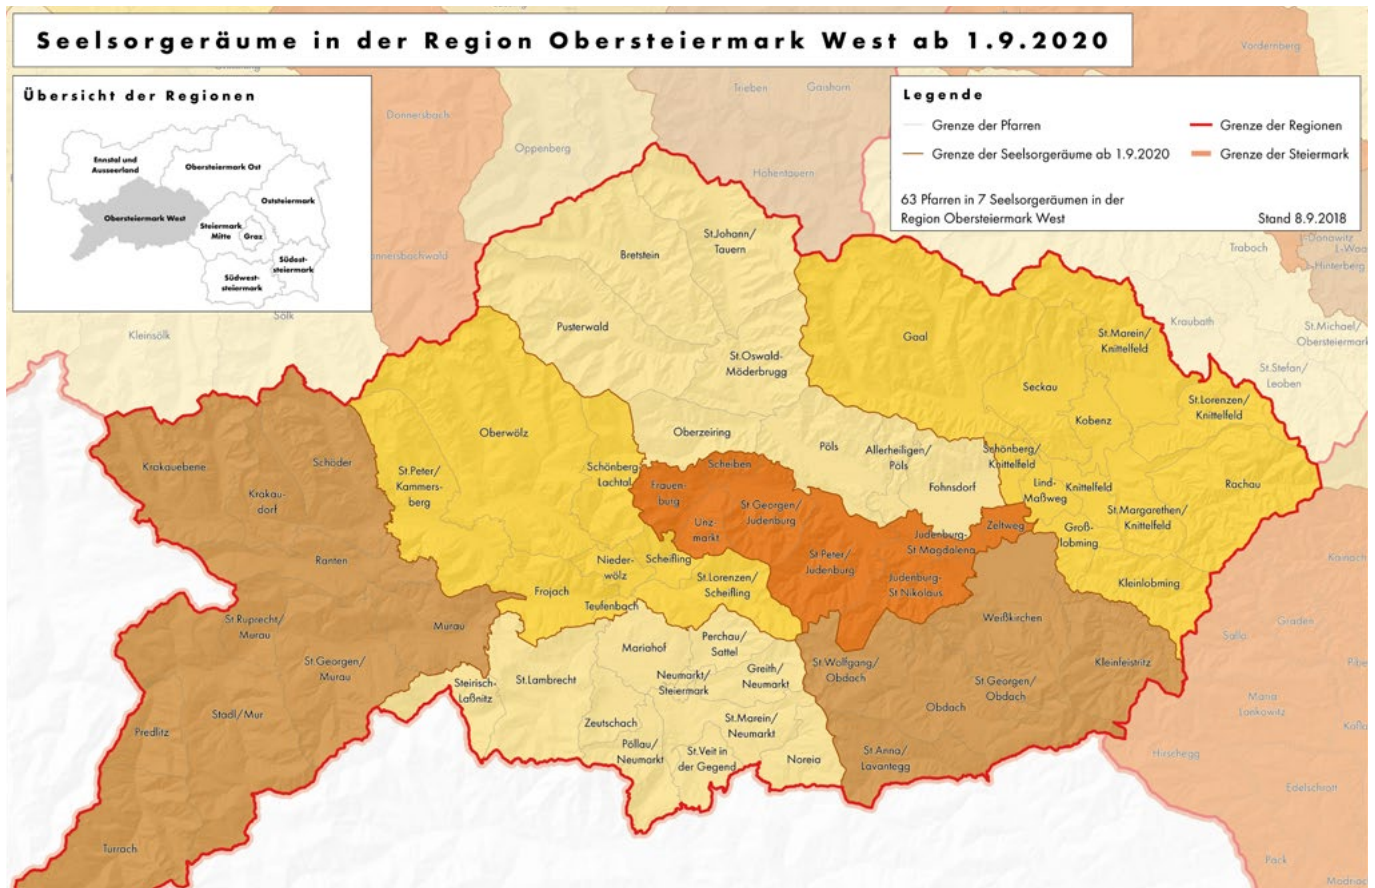 Seelsorgeräume in der Region Obersteiermark West ab 1.9.2020
Übersicht der Regionen
Ennstal und
Ausseerland
Obersteiermark Ost
Obersteiermark West
Oststeiermark
Steiermark
Mitte
Graz
Südost-
steiermark
Südwest-
steiermark
Legende
Grenze der Pfarren
Grenze der Regionen
Grenze der Seelsorgeräume ab 1.9.2020
Grenze der Steiermark
63 Pfarren in 7 Seelsorgeräumen in der
Region Obersteiermark West
Stand 8.9.2018
Vordernberg
Trieben
Gaishorn
Donnersbach
Oppenberg
Hohentauern
Traboch
Hinterberg
Kleinsölk
Sölk
Kraubath
St.Michael/
Obersteiermark
St.Stefan/
Leoben
St.Johann/
Tauern
Bretstein
Pusterwald
St.Oswald-
Möderbrugg
Gaal
St.Marein/
Knittelfeld
Seckau
Kobenz
St.Lorenzen/
Knittelfeld
Oberwölz
Oberzeiring
Pöls
Allerheiligen/
Pöls
Fohnsdorf
Schönberg/
Knittelfeld
Lind-
Maßweg
Knittelfeld
Rachau
St.Margarethen/
Knittelfeld
Groß-
lobming
Kleinlobming
Krakauebene
Schöder
Krakau-
dorf
St.Peter/
Kammers-
berg
Schönberg-
Lachtal
Frauen-
burg
Scheiben
Unz-
markt
St.Georgen/
Judenburg
St.Peter/
Judenburg
Judenburg-
St.Magdalena
Zeltweg
Judenburg-
St.Nikolaus
Ranten
Nieder-
wölz
Scheifling
St.Lorenzen/
Scheifling
Frojach
Teufenbach
St.Ruprecht/
Murau
Murau
St.Georgen/
Murau
Stadl/Mur
Predlitz
Turrach
Steirisch-
Laßnitz
St.Lambrecht
Mariahof
Perchau/
Sattel
Neumarkt/
Steiermark
Greith/
Neumarkt
Zeutschach
Pöllau/
Neumarkt
St.Marein/
Neumarkt
St.Veit in
der Gegend
Noreia
Weißkirchen
St.Wolfgang/
Obdach
St.Georgen/
Obdach
Kleinfeistritz
Obdach
St.Anna/
Lavantegg
Kainach
Salla
Graden
Maria
Lankowitz
Hirschegg
Edelschrott
Pack